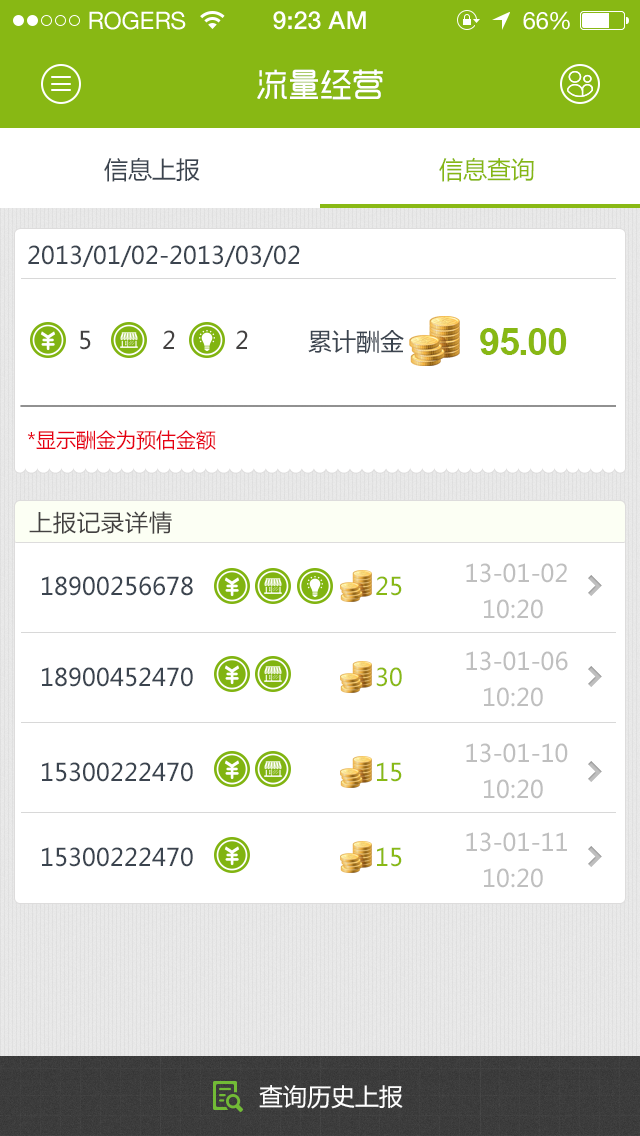 ROGERS 9:23 AM 66%
流量经营
信息上报 信息查询
2013/01/02-2013/03/02
5 2 2 累计酬金 95.00
*显示酬金为预估金额
上报记录详情
18900256678 25 13-01-02
10:20
18900452470 30 13-01-06
10:20
15300222470 15 13-01-10
10:20
15300222470 15 13-01-11
10:20
查询历史上报